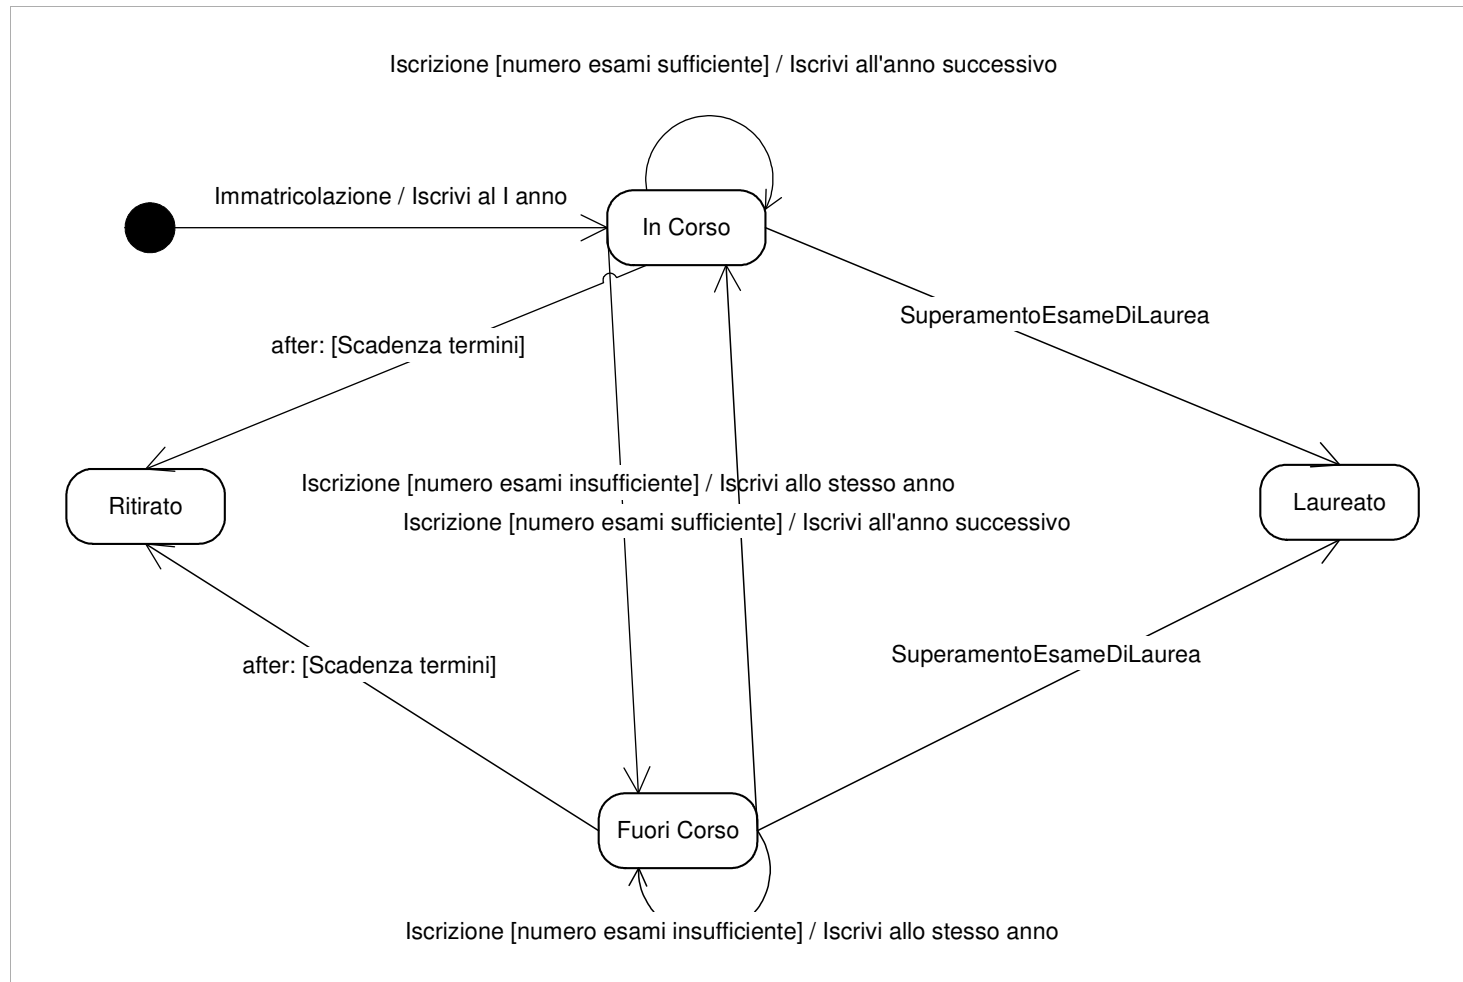 Iscrizione [numero esami sufficiente] / Iscrivi all'anno successivo
Immatricolazione / Iscrivi al I anno
In Corso
SuperamentoEsameDiLaurea
after: [Scadenza termini]
Iscrizione [numero esami insufficiente] / Iscrivi allo stesso anno
Ritirato
Laureato
Iscrizione [numero esami sufficiente] / Iscrivi all'anno successivo
SuperamentoEsameDiLaurea
after: [Scadenza termini]
Fuori Corso
Iscrizione [numero esami insufficiente] / Iscrivi allo stesso anno